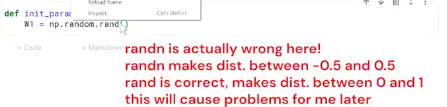 Reload frame
Inspect Ctrl+Shift+I
def init_para
W1 = np.random.rand()
+ Code + Markdown
randn is actually wrong here!
randn makes dist. between -0.5 and 0.5
rand is correct, makes dist. between 0 and 1
this will cause problems for me later